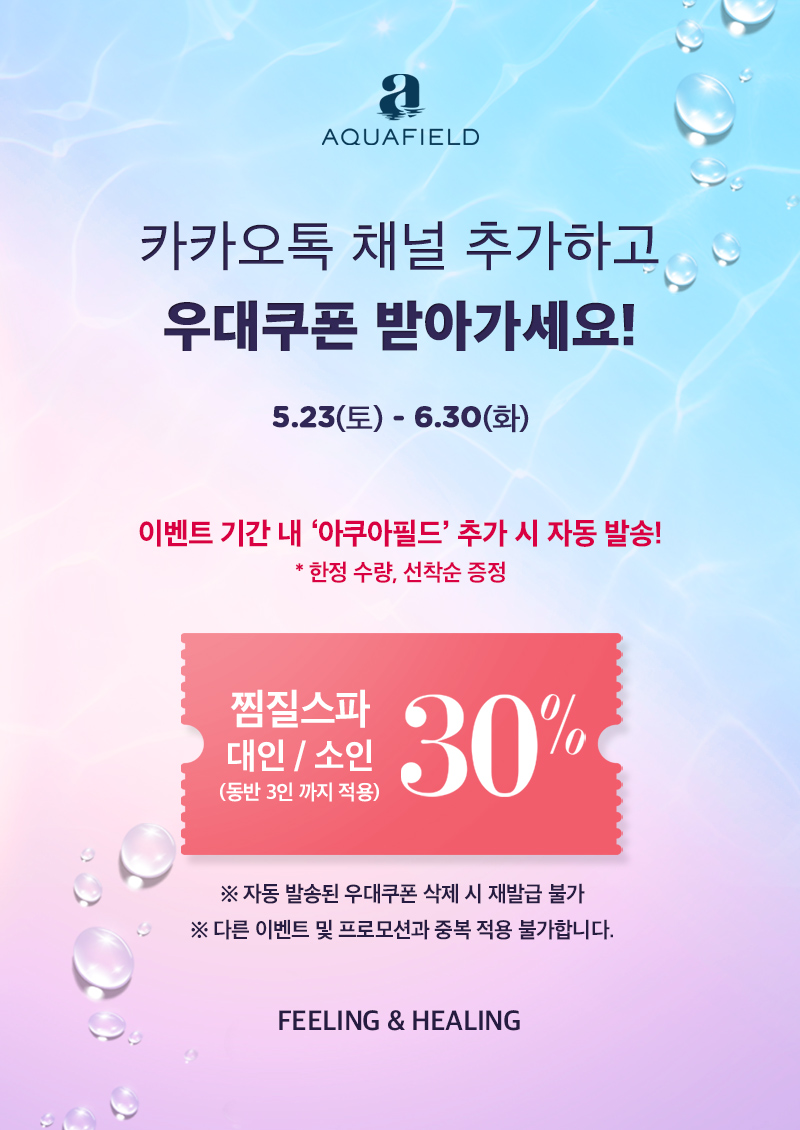 a
AQUAFIELD
카카오톡 채널 추가하고
우대쿠폰 받아가세요!
5.23(토) - 6.30(화)
이벤트 기간 내 ‘아쿠아필드’ 추가 시 자동 발송!
* 한정 수량, 선착순 증정
찜질스파
대인 / 소인
(동반 3인 까지 적용)
30%
※ 자동 발송된 우대쿠폰 삭제 시 재발급 불가
※ 다른 이벤트 및 프로모션과 중복 적용 불가합니다.
FEELING & HEALING